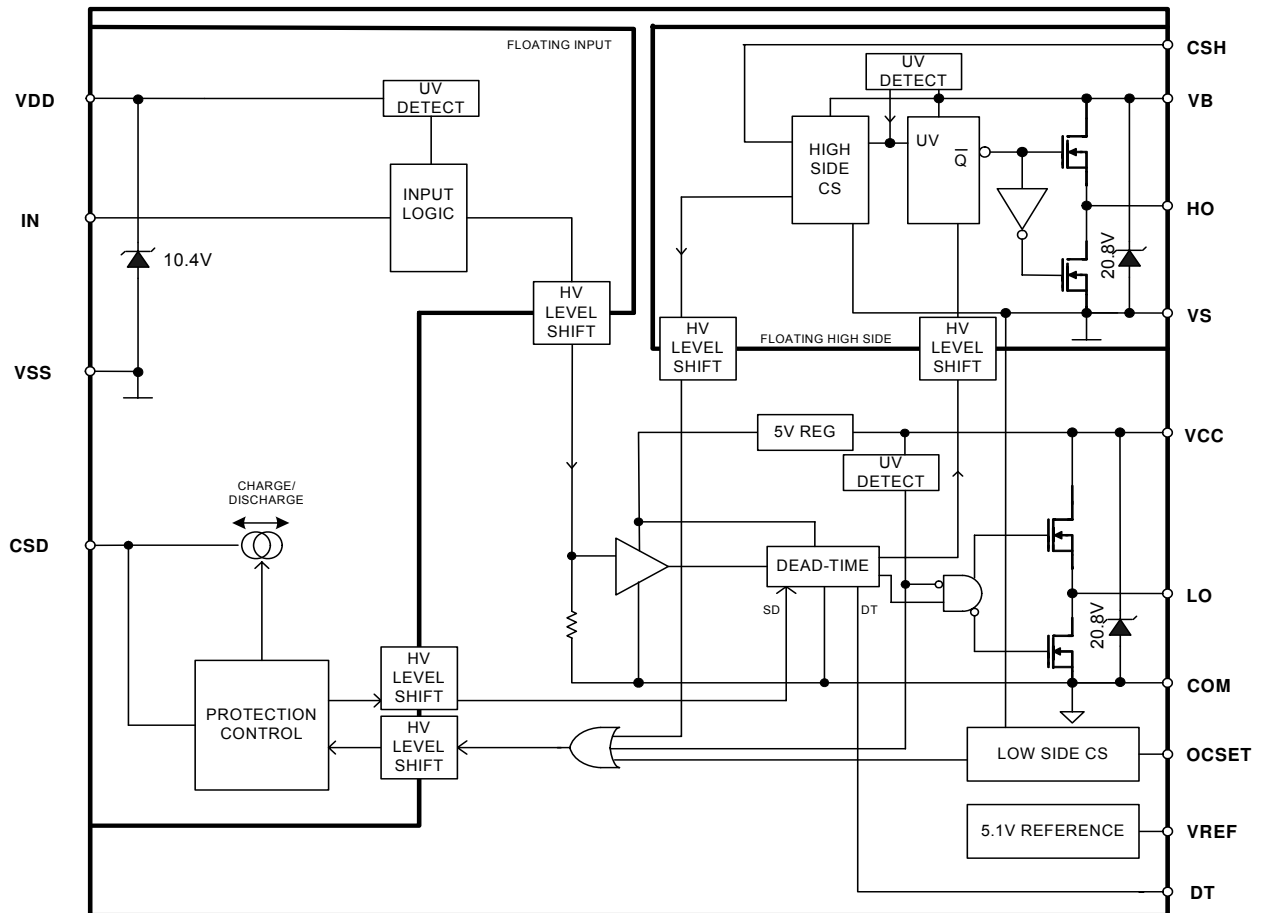 FLOATING INPUT
CSH
UV
DETECT
VDD
UV
DETECT
VB
HIGH
SIDE
CS
UV
Q
INPUT
LOGIC
IN
HO
10.4V
20.8V
HV
LEVEL
SHIFT
VS
HV
LEVEL
SHIFT
FLOATING HIGH SIDE
HV
LEVEL
SHIFT
VSS
5V REG
VCC
UV
DETECT
CHARGE/
DISCHARGE
CSD
DEAD-TIME
SD
DT
LO
20.8V
HV
LEVEL
SHIFT
COM
PROTECTION
CONTROL
HV
LEVEL
SHIFT
LOW SIDE CS
OCSET
5.1V REFERENCE
VREF
DT